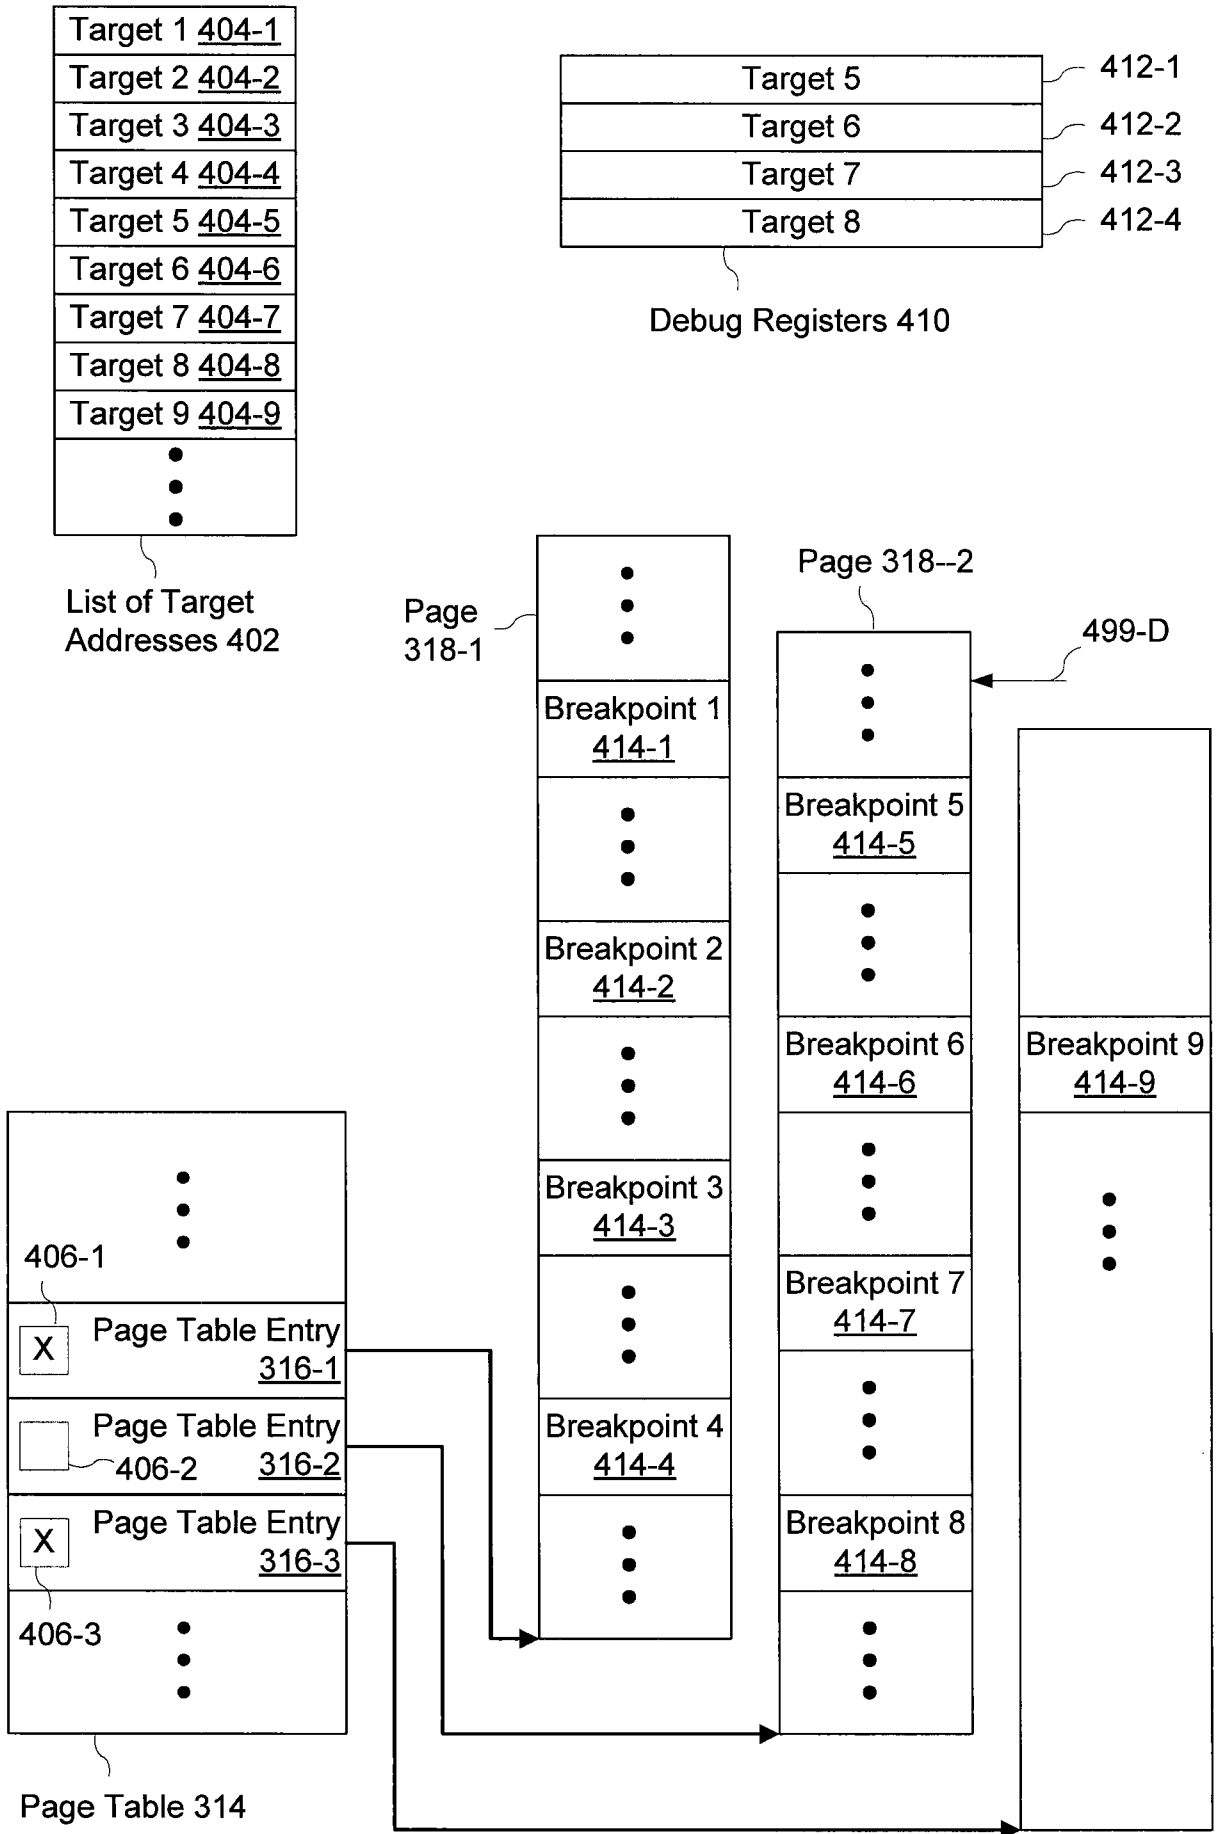 Target 1 404-1
Target 2 404-2
Target 3 404-3
Target 4 404-4
Target 5 404-5
Target 6 404-6
Target 7 404-7
Target 8 404-8
Target 9 404-9
List of Target
Addresses 402
Target 5
412-1
Target 6
412-2
Target 7
412-3
Target 8
412-4
Debug Registers 410
Page
318-1
Breakpoint 1
414-1
Breakpoint 2
414-2
Breakpoint 3
414-3
Breakpoint 4
414-4
Page 318--2
499-D
Breakpoint 5
414-5
Breakpoint 6
414-6
Breakpoint 7
414-7
Breakpoint 8
414-8
Breakpoint 9
414-9
406-1
X
Page Table Entry
316-1
Page Table Entry
406-2
316-2
X
Page Table Entry
316-3
406-3
Page Table 314